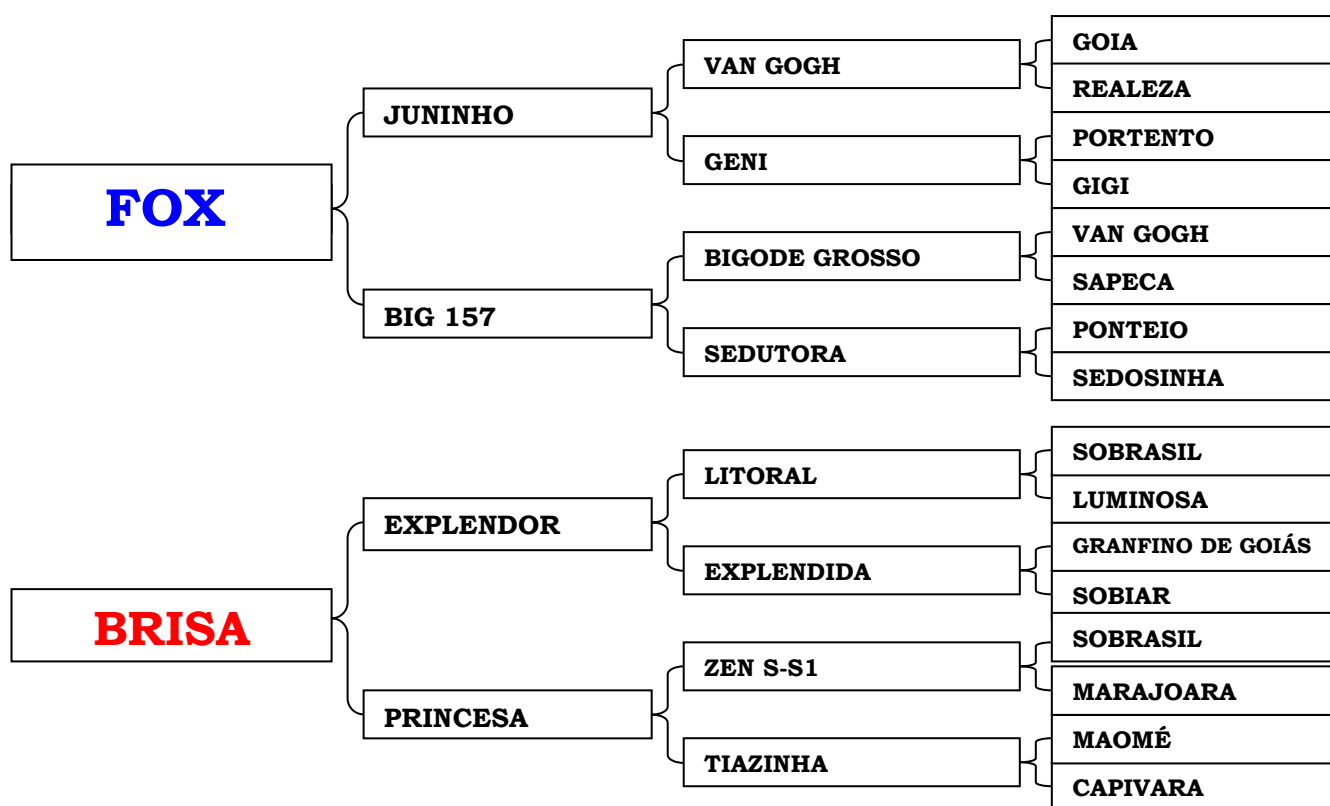 FOX
JUNINHO
BIG 157
VAN GOGH
GENI
BIGODE GROSSO
SEDUTORA
GOIA
REALEZA
PORTENTO
GIGI
VAN GOGH
SAPECA
PONTEIO
SEDOSINHA
BRISA
EXPLENDOR
PRINCESA
LITORAL
EXPLENDIDA
ZEN S-S1
TIAZINHA
SOBRASIL
LUMINOSA
GRANFINO DE GOIÁS
SOBIAR
SOBRASIL
MARAJOARA
MAOMÉ
CAPIVARA